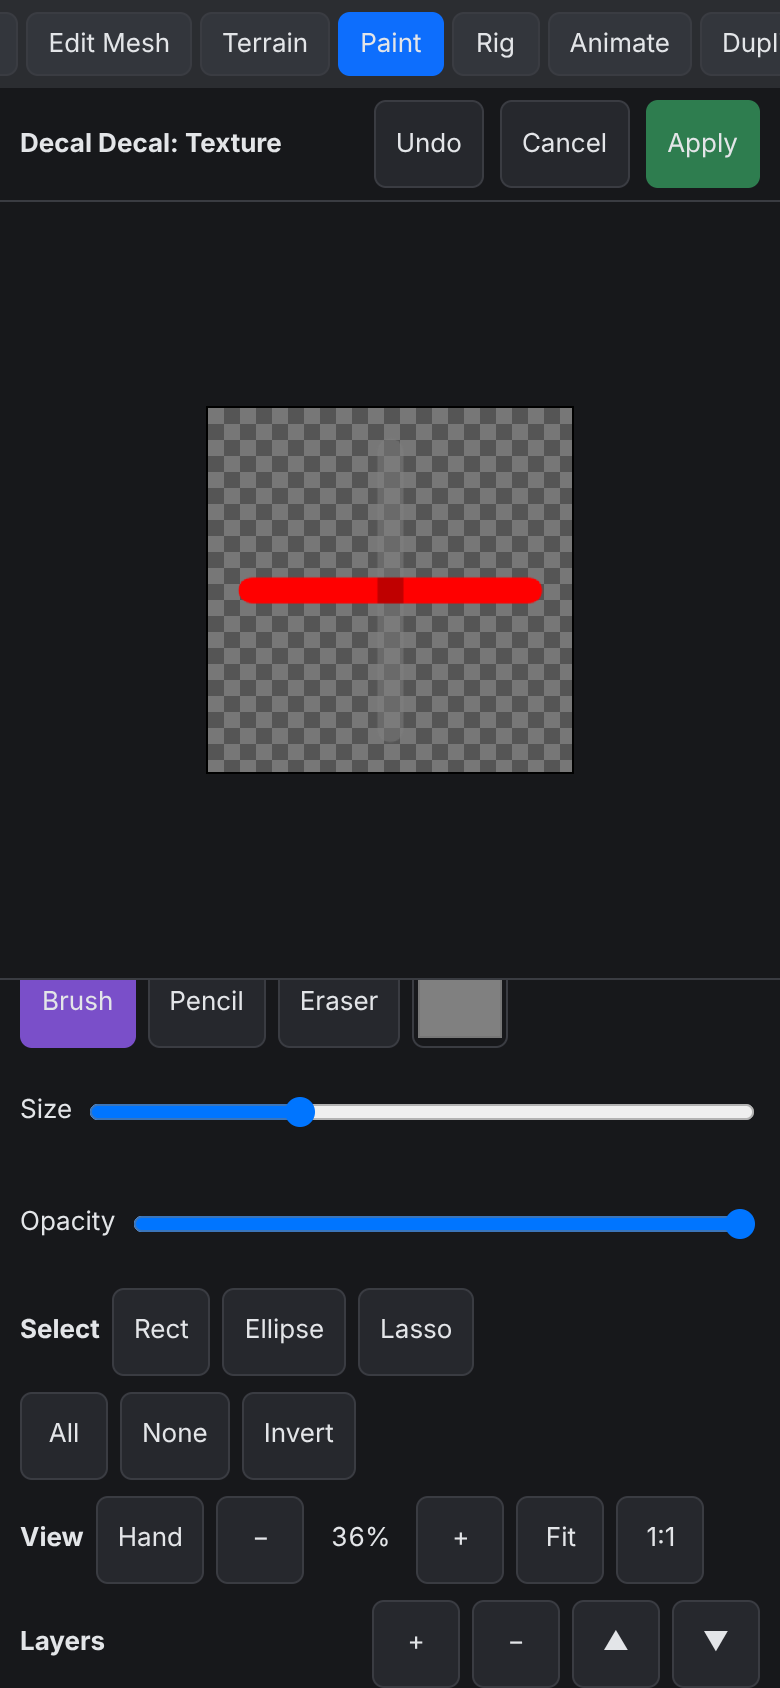 Edit Mesh Terrain Paint Rig Animate Dupl
Decal Decal: Texture Undo Cancel Apply
Brush Pencil Eraser
Size
Opacity
Select Rect Ellipse Lasso
All None Invert
View Hand − 36% + Fit 1:1
Layers + − ▲ ▼